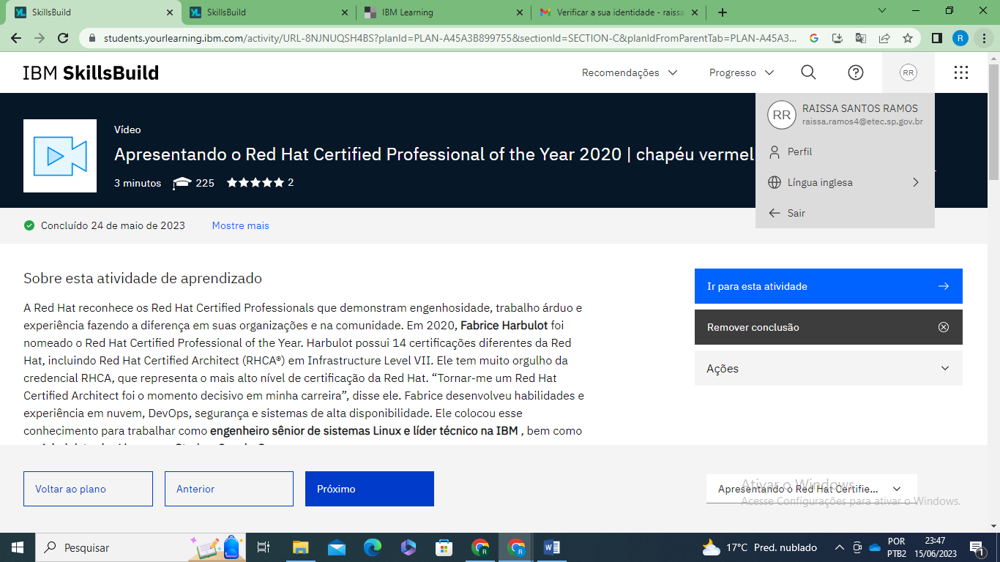 SkillsBuild
SkillsBuild
IBM Learning
Verificar a sua identidade - raissa
students.yourlearning.ibm.com/activity/URL-8NJNUQSH4BS?planId=PLAN-A45A3B899755&sectionId=SECTION-C&planIdFromParentTab=PLAN-A45A3...
R
IBM SkillsBuild
Recomendações
Progresso
RR
RR
RAISSA SANTOS RAMOS
raissa.ramos4@etec.sp.gov.br
Perfil
Língua inglesa
Sair
Vídeo
Apresentando o Red Hat Certified Professional of the Year 2020 | chapéu vermel
3 minutos
225
2
Concluído 24 de maio de 2023
Mostre mais
Sobre esta atividade de aprendizado
A Red Hat reconhece os Red Hat Certified Professionals que demonstram engenhosidade, trabalho árduo e
experiência fazendo a diferença em suas organizações e na comunidade. Em 2020, Fabrice Harbulot foi
nomeado o Red Hat Certified Professional of the Year. Harbulot possui 14 certificações diferentes da Red
Hat, incluindo Red Hat Certified Architect (RHCA®) em Infrastructure Level VII. Ele tem muito orgulho da
credencial RHCA, que representa o mais alto nível de certificação da Red Hat. “Tornar-me um Red Hat
Certified Architect foi o momento decisivo em minha carreira”, disse ele. Fabrice desenvolveu habilidades e
experiência em nuvem, DevOps, segurança e sistemas de alta disponibilidade. Ele colocou esse
conhecimento para trabalhar como engenheiro sênior de sistemas Linux e líder técnico na IBM , bem como
Ir para esta atividade
Remover conclusão
Ações
Voltar ao plano
Anterior
Próximo
Apresentando o Red Hat Certifie...
Ativar o Windows
Acesse Configurações para ativar o Windows.
Pesquisar
17°C Pred. nublado
POR
PTB2
23:47
15/06/2023
1